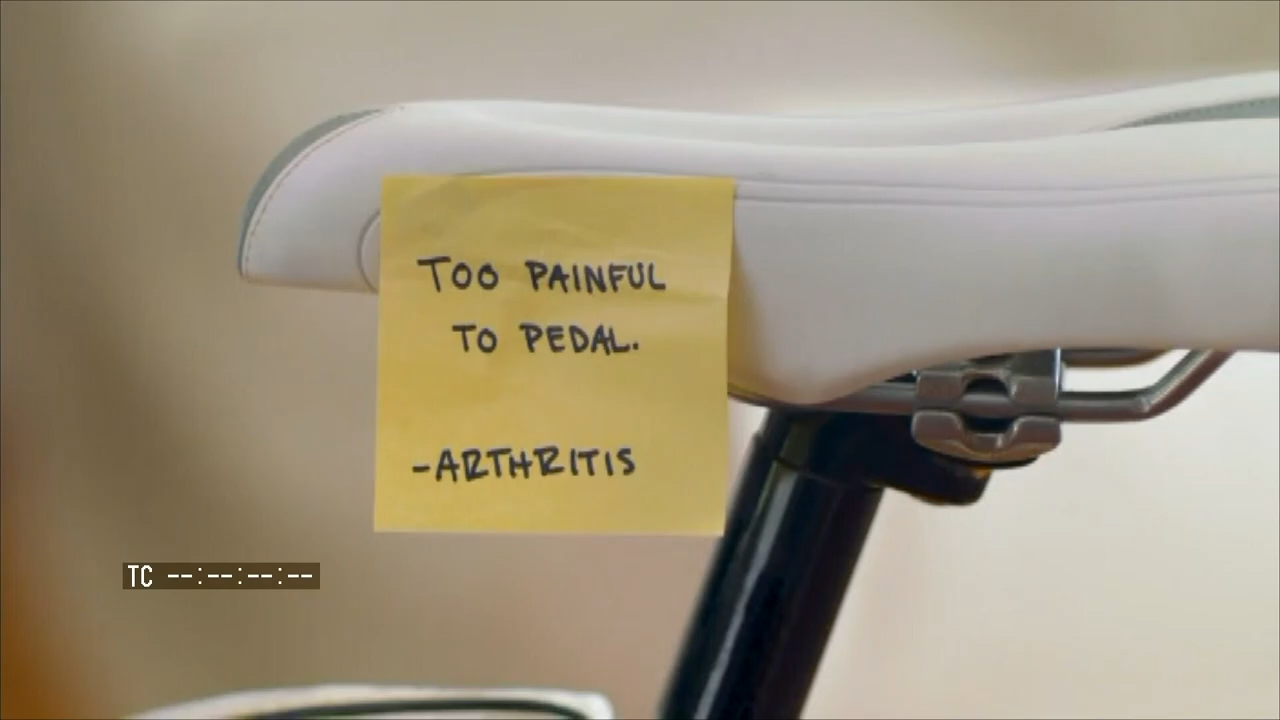 TOO PAINFUL
TO PEDAL.
-ARTHRITIS
TC --:--:--:--